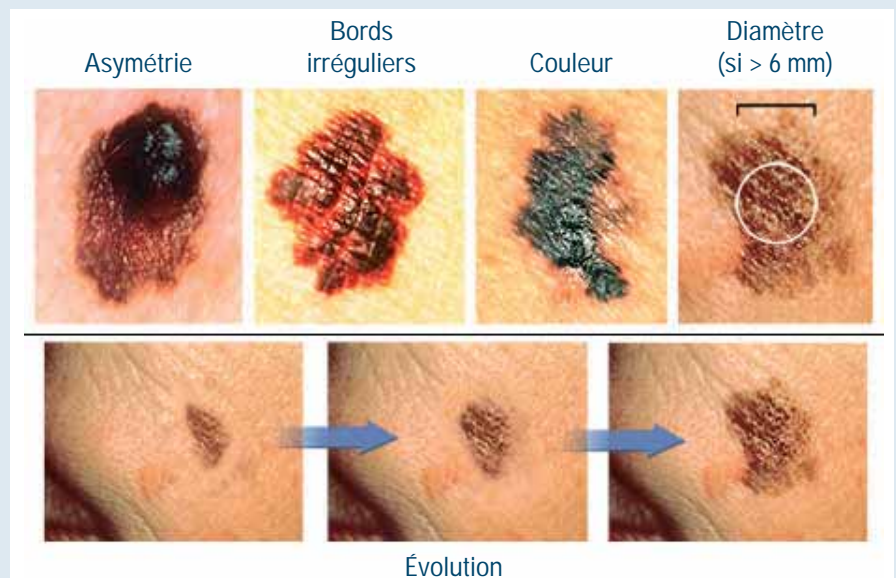 Asymétrie
Bords
irréguliers
Couleur
Diamètre
(si > 6 mm)
Évolution